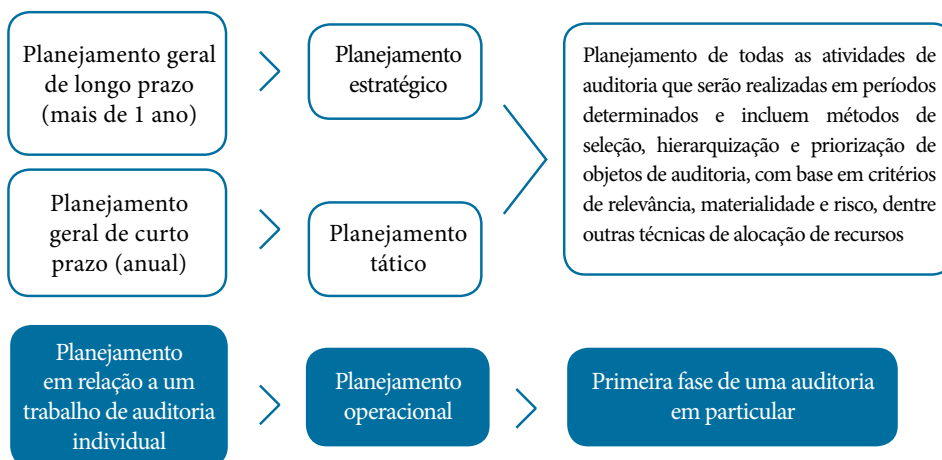 Planejamento geral
de longo prazo
(mais de 1 ano)
Planejamento
estratégico
Planejamento de todas as atividades de
auditoria que serão realizadas em períodos
determinados e incluem métodos de
seleção, hierarquização e priorização de
objetos de auditoria, com base em critérios
de relevância, materialidade e risco, dentre
outras técnicas de alocação de recursos
Planejamento
geral de curto
prazo (anual)
Planejamento
tático
Planejamento
em relação a um
trabalho de auditoria
individual
Planejamento
operacional
Primeira fase de uma auditoria
em particular